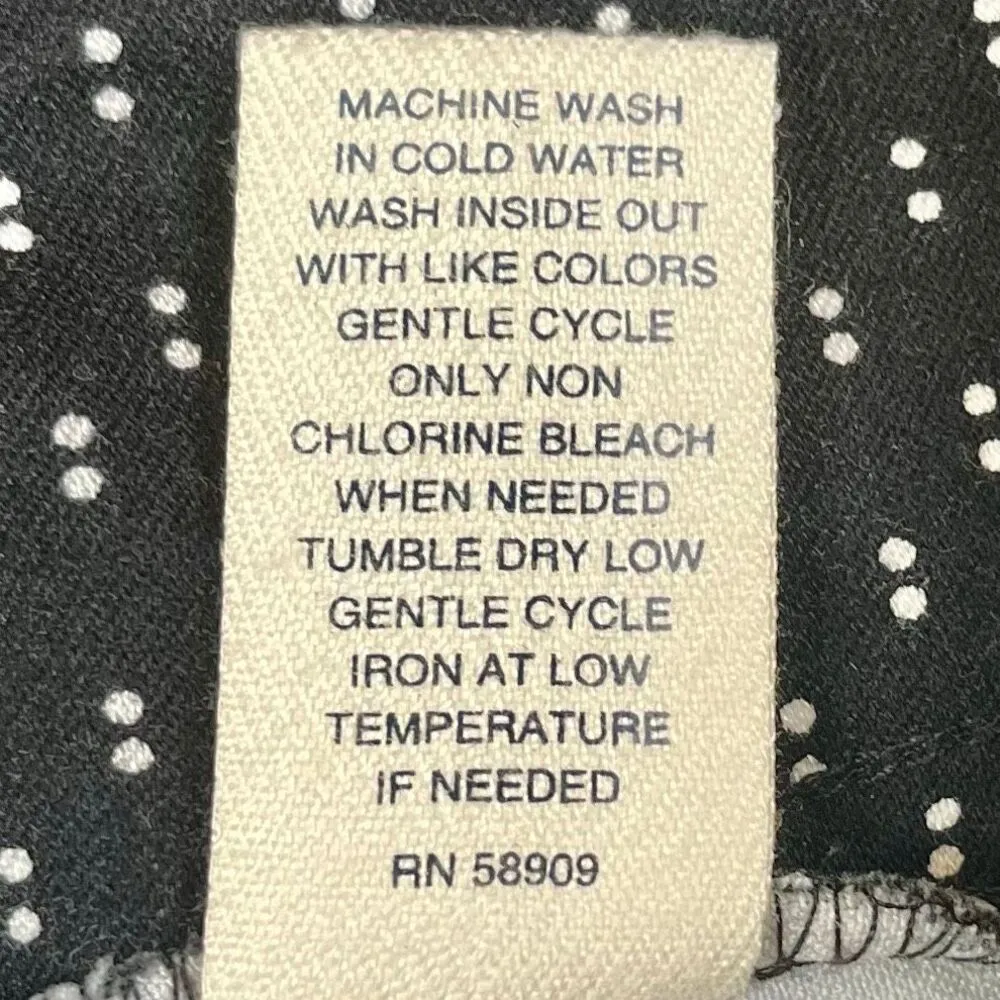 MACHINE WASH
IN COLD WATER
WASH INSIDE OUT
WITH LIKE COLORS
GENTLE CYCLE
ONLY NON
CHLORINE BLEACH
WHEN NEEDED
TUMBLE DRY LOW
GENTLE CYCLE
IRON AT LOW
TEMPERATURE
IF NEEDED
RN 58909